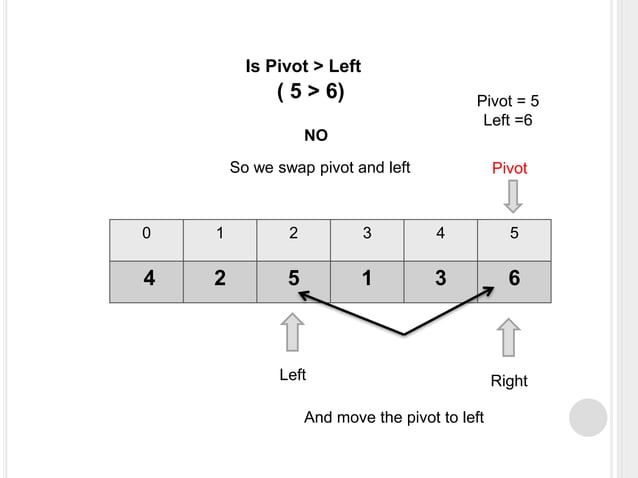 Is Pivot > Left
( 5 > 6)
Pivot = 5
Left =6
NO
So we swap pivot and left
Pivot
0 1 2 3 4 5
4 2 5 1 3 6
Left
Right
And move the pivot to left